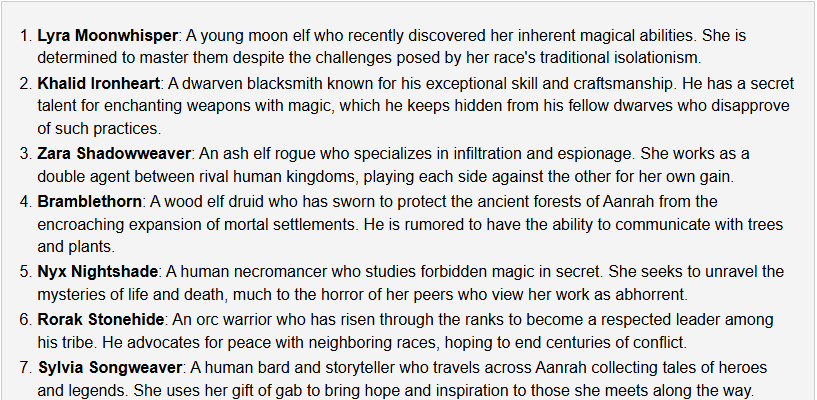 1. Lyra Moonwhisper: A young moon elf who recently discovered her inherent magical abilities. She is
determined to master them despite the challenges posed by her race's traditional isolationism.
2. Khalid Ironheart: A dwarven blacksmith known for his exceptional skill and craftsmanship. He has a secret
talent for enchanting weapons with magic, which he keeps hidden from his fellow dwarves who disapprove
of such practices.
3. Zara Shadowweaver: An ash elf rogue who specializes in infiltration and espionage. She works as a
double agent between rival human kingdoms, playing each side against the other for her own gain.
4. Bramblethorn: A wood elf druid who has sworn to protect the ancient forests of Aanrah from the
encroaching expansion of mortal settlements. He is rumored to have the ability to communicate with trees
and plants.
5. Nyx Nightshade: A human necromancer who studies forbidden magic in secret. She seeks to unravel the
mysteries of life and death, much to the horror of her peers who view her work as abhorrent.
6. Rorak Stonehide: An orc warrior who has risen through the ranks to become a respected leader among
his tribe. He advocates for peace with neighboring races, hoping to end centuries of conflict.
7. Sylvia Songweaver: A human bard and storyteller who travels across Aanrah collecting tales of heroes
and legends. She uses her gift of gab to bring hope and inspiration to those she meets along the way.